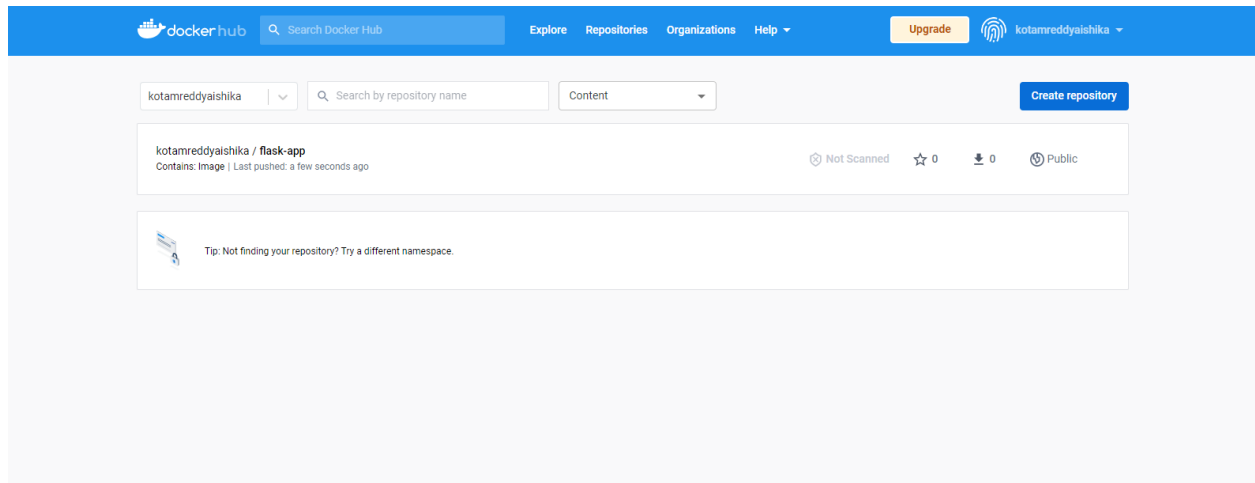 dockerhub Search Docker Hub Explore Repositories Organizations Help Upgrade kotamreddyaishika
kotamreddyaishika Search by repository name Content Create repository
kotamreddyaishika / flask-app
Contains: Image | Last pushed: a few seconds ago
Not Scanned 0 0 Public
Tip: Not finding your repository? Try a different namespace.